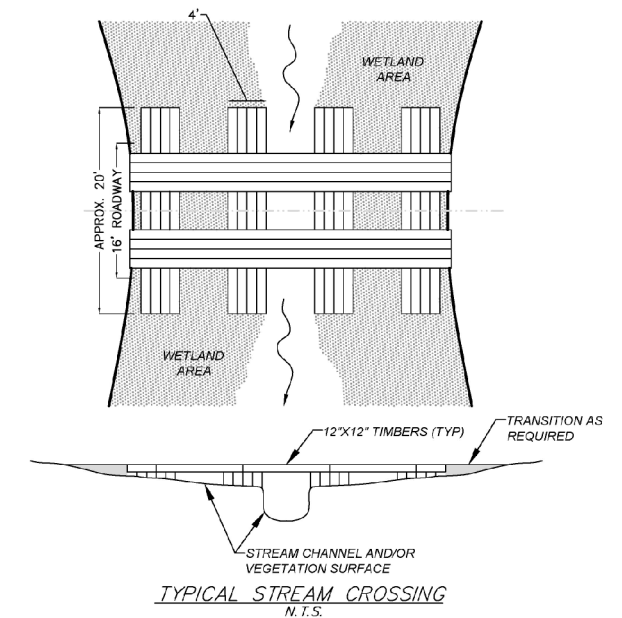 4'
WETLAND
AREA
APPROX. 20'
16' ROADWAY
WETLAND
AREA
12"X12" TIMBERS (TYP)
TRANSITION AS
REQUIRED
STREAM CHANNEL AND/OR
VEGETATION SURFACE
TYPICAL STREAM CROSSING
N.T.S.